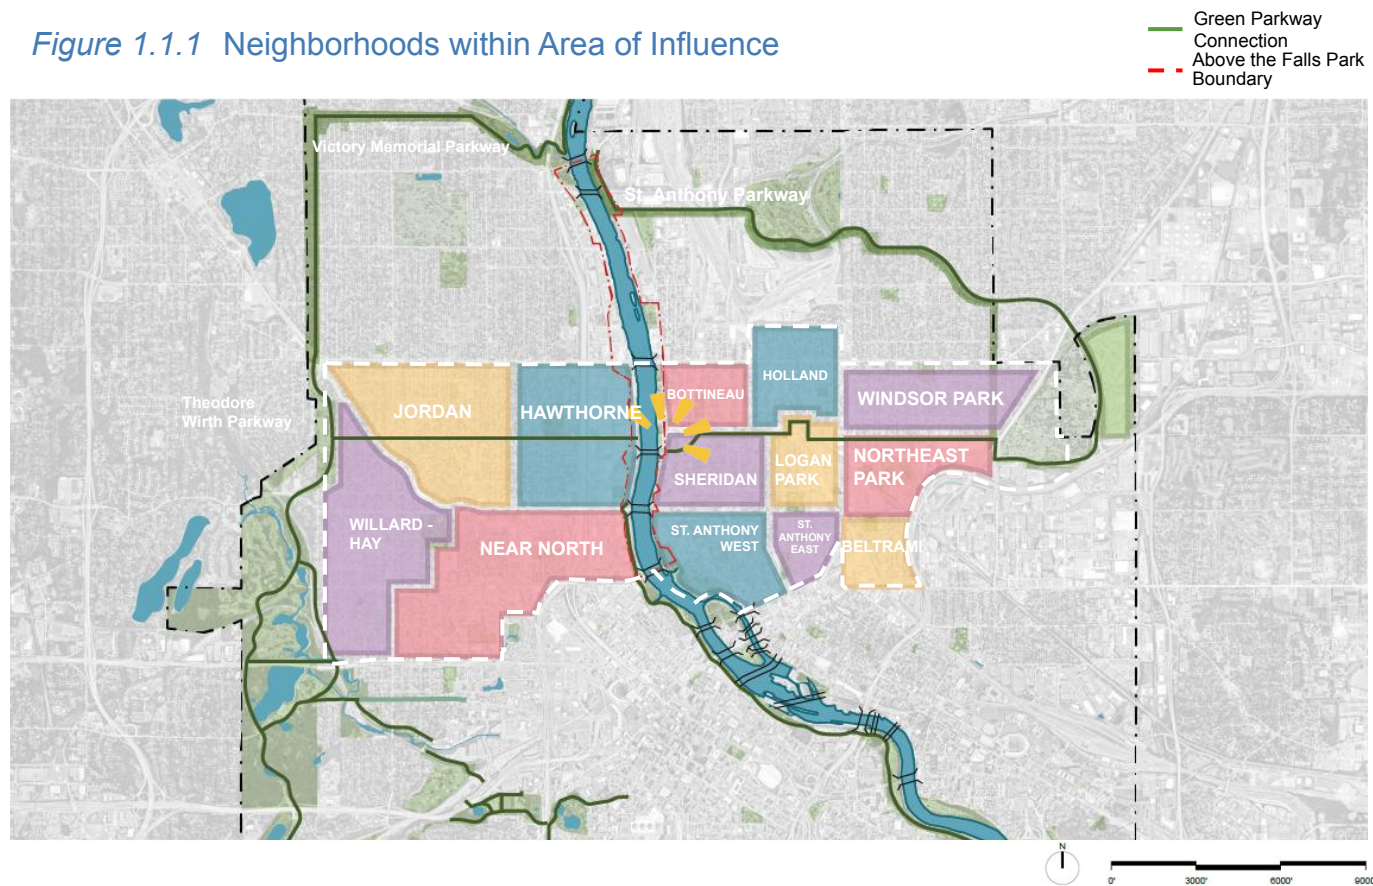 Figure 1.1.1 Neighborhoods within Area of Influence
Green Parkway
Connection
Above the Falls Park
Boundary
Victory Memorial Parkway
St. Anthony Parkway
Theodore
Wirth Parkway
JORDAN
HAWTHORNE
BOTTINEAU
HOLLAND
WINDSOR PARK
SHERIDAN
LOGAN
PARK
NORTHEAST
PARK
WILLARD -
HAY
NEAR NORTH
ST. ANTHONY
WEST
ST.
ANTHONY
EAST
BELTRAMI
N
0' 3000' 6000' 9000